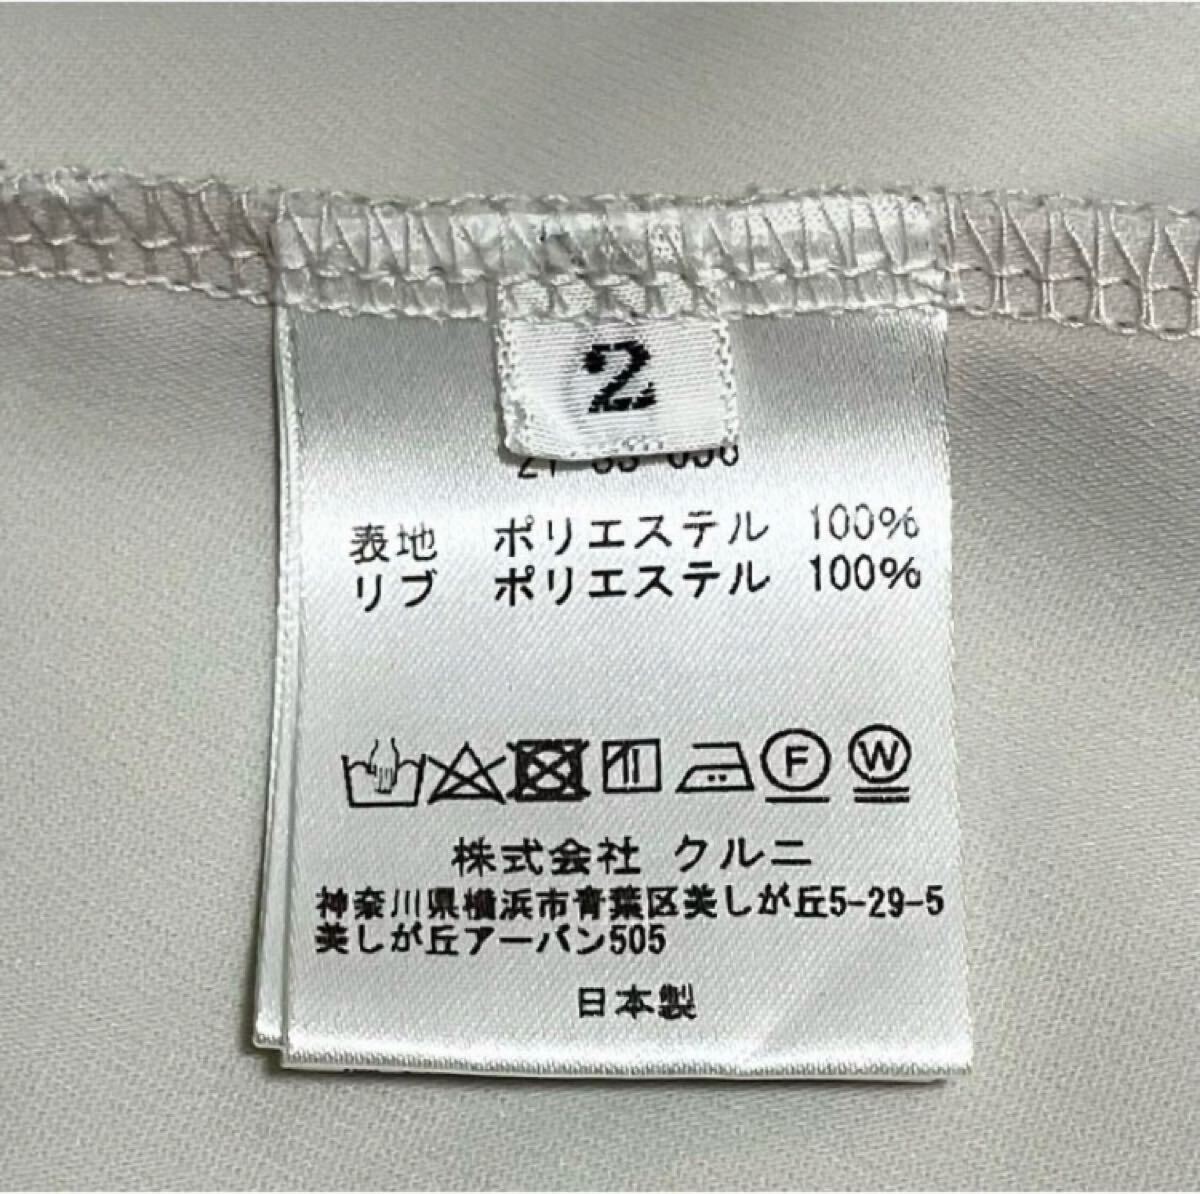 2
表地 ポリエステル 100%
リブ ポリエステル 100%
F W
株式会社 クルニ
神奈川県横浜市青葉区美しが丘5-29-5
美しが丘アーバン505
日本製